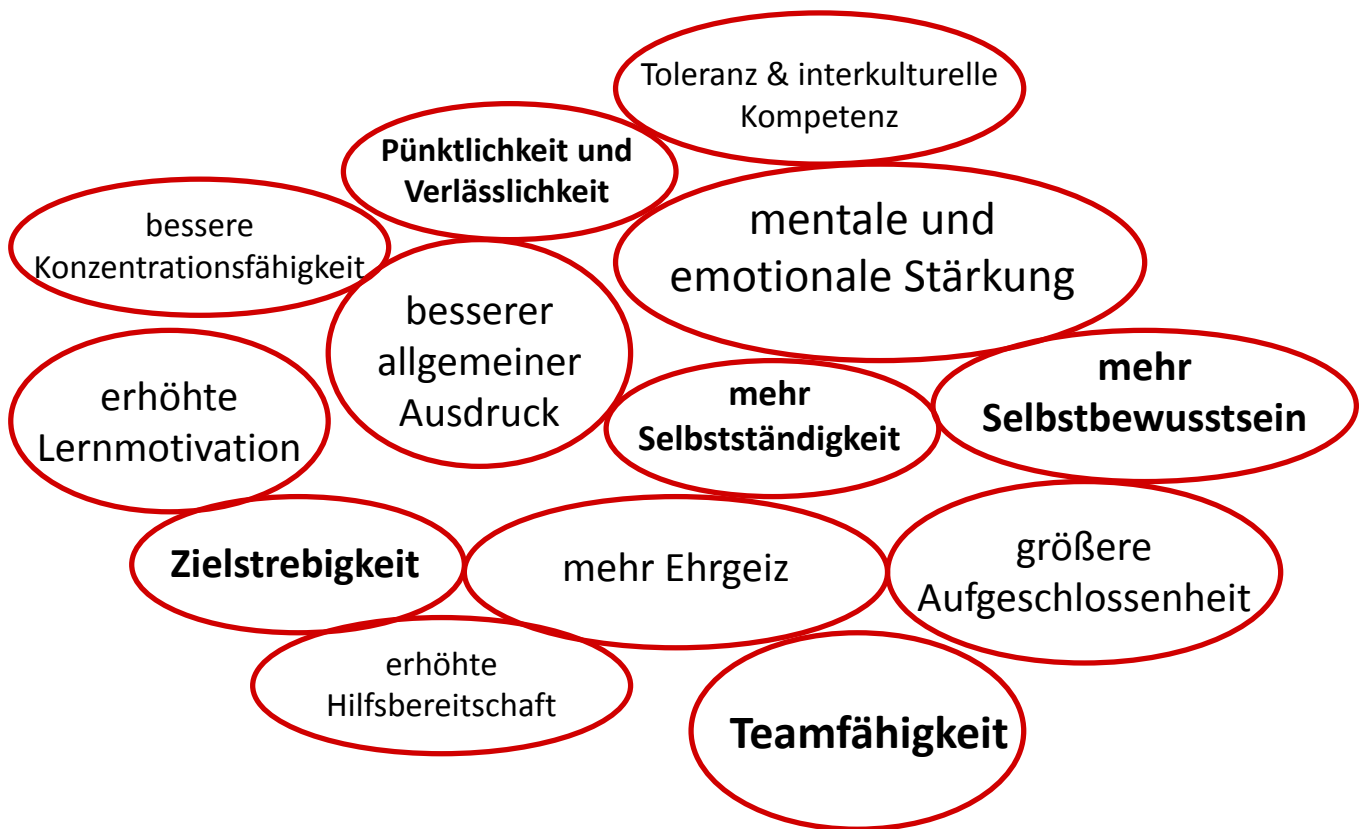 Toleranz & interkulturelle
Kompetenz
Pünktlichkeit und
Verlässlichkeit
bessere
Konzentrationsfähigkeit
mentale und
emotionale Stärkung
besserer
allgemeiner
Ausdruck
erhöhte
Lernmotivation
mehr
Selbstständigkeit
mehr
Selbstbewusstsein
Zielstrebigkeit
mehr Ehrgeiz
größere
Aufgeschlossenheit
erhöhte
Hilfsbereitschaft
Teamfähigkeit